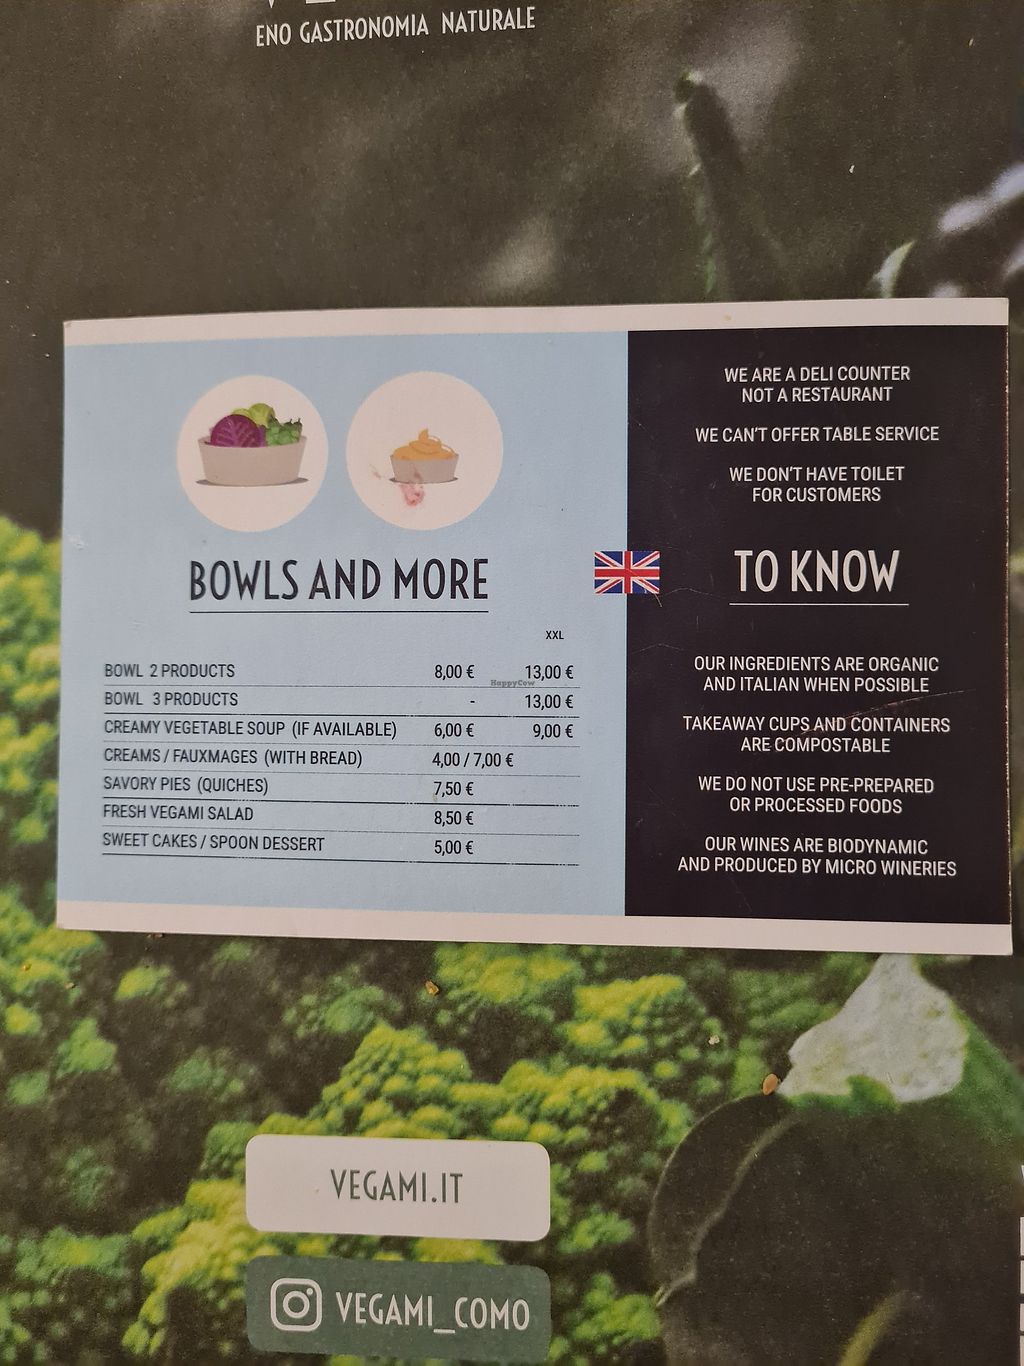 ENO GASTRONOMIA NATURALE
BOWLS AND MORE
XXL
BOWL 2 PRODUCTS 8,00 € 13,00 €
HappyCow
BOWL 3 PRODUCTS - 13,00 €
CREAMY VEGETABLE SOUP (IF AVAILABLE) 6,00 € 9,00 €
CREAMS / FAUXMAGES (WITH BREAD) 4,00 / 7,00 €
SAVORY PIES (QUICHES) 7,50 €
FRESH VEGAMI SALAD 8,50 €
SWEET CAKES / SPOON DESSERT 5,00 €
WE ARE A DELI COUNTER
NOT A RESTAURANT
WE CAN'T OFFER TABLE SERVICE
WE DON'T HAVE TOILET
FOR CUSTOMERS
TO KNOW
OUR INGREDIENTS ARE ORGANIC
AND ITALIAN WHEN POSSIBLE
TAKEAWAY CUPS AND CONTAINERS
ARE COMPOSTABLE
WE DO NOT USE PRE-PREPARED
OR PROCESSED FOODS
OUR WINES ARE BIODYNAMIC
AND PRODUCED BY MICRO WINERIES
VEGAMI.IT
VEGAMI_COMO